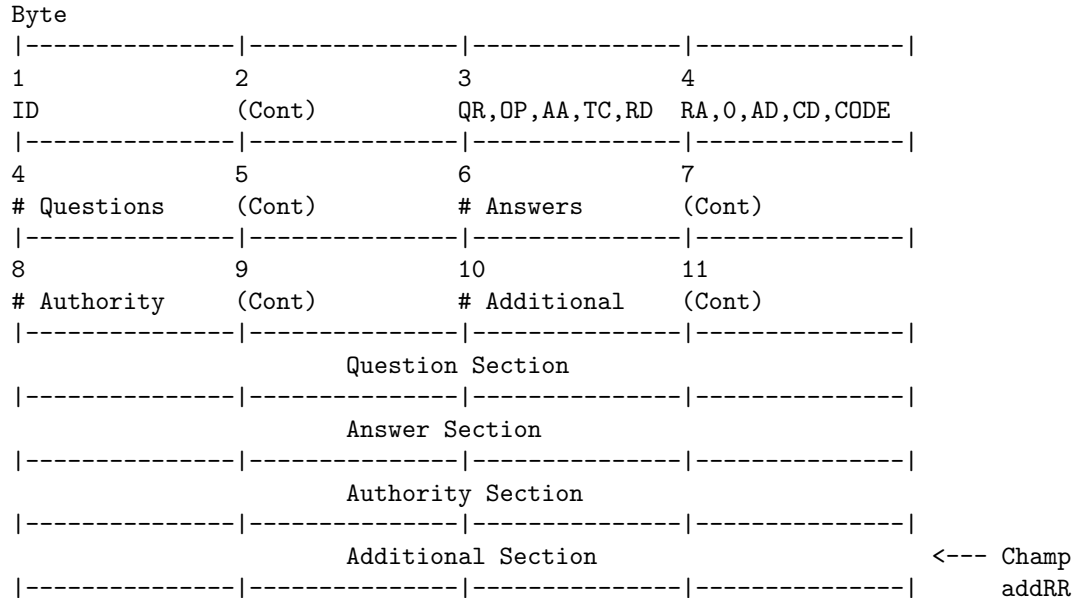 Byte
|---------------|---------------|---------------|---------------|
1 2 3 4
ID (Cont) QR,OP,AA,TC,RD RA,0,AD,CD,CODE
|---------------|---------------|---------------|---------------|
4 5 6 7
# Questions (Cont) # Answers (Cont)
|---------------|---------------|---------------|---------------|
8 9 10 11
# Authority (Cont) # Additional (Cont)
|---------------|---------------|---------------|---------------|
Question Section
|---------------|---------------|---------------|---------------|
Answer Section
|---------------|---------------|---------------|---------------|
Authority Section
|---------------|---------------|---------------|---------------|
Additional Section <--- Champ
|---------------|---------------|---------------|---------------| addRR